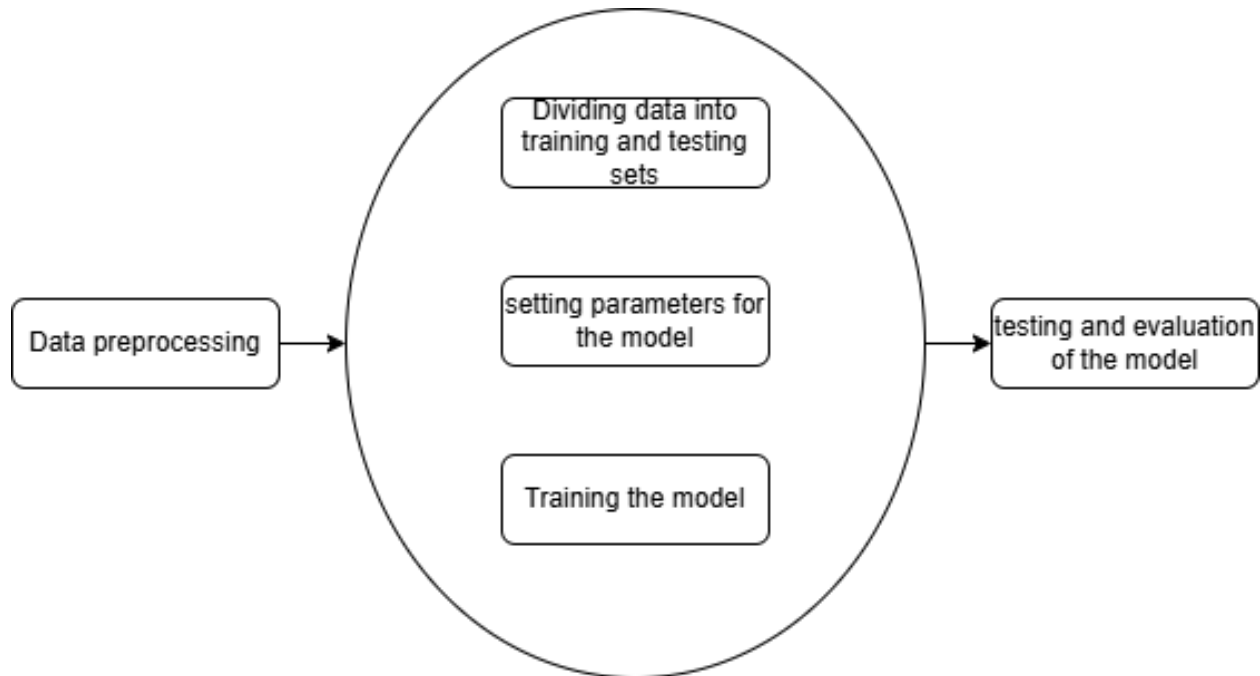 Dividing data into
training and testing
sets
setting parameters for
the model
Data preprocessing
testing and evaluation
of the model
Training the model